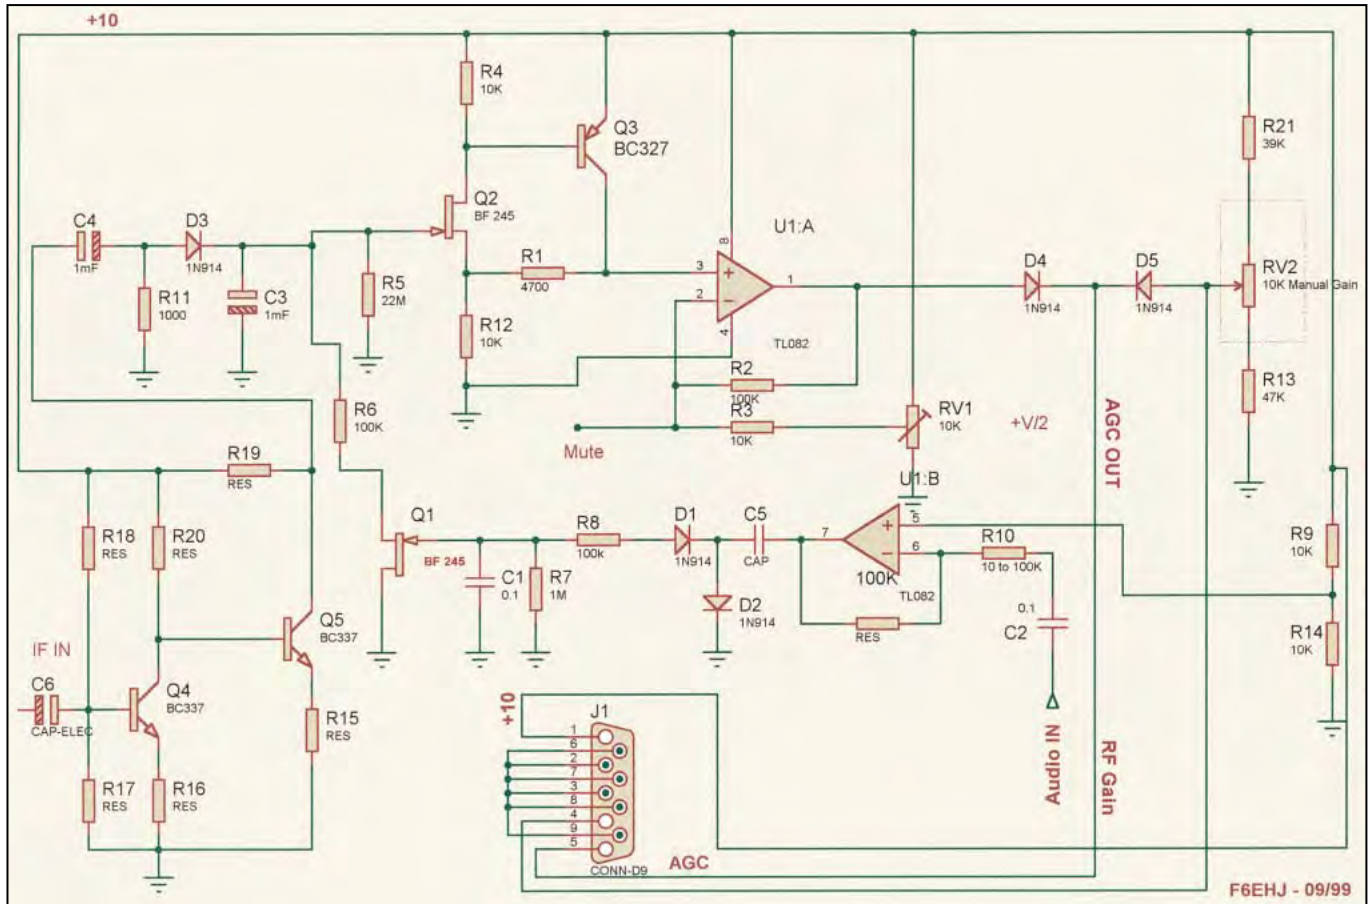 +10
R4
10K
Q3
BC327
R21
39K
Q2
BF 245
C4
1mF
D3
1N914
U1:A
8
3
2
1
4
TL082
D4
1N914
D5
1N914
RV2
10K Manual Gain
R11
1000
C3
1mF
R5
22M
R1
4700
R12
10K
R2
100K
R3
10K
RV1
10K
+V/2
AGC OUT
R13
47K
R6
100K
Mute
R19
RES
U1:B
R18
RES
R20
RES
Q1
BF 245
R8
100k
D1
1N914
C5
CAP
7
5
6
100K
TL082
R10
10 to 100K
R9
10K
C1
0.1
R7
1M
D2
1N914
RES
0.1
C2
R14
10K
Q5
BC337
IF IN
C6
CAP-ELEC
Q4
BC337
R15
RES
+10
J1
1
6
2
7
3
8
4
9
5
CONN-D9
AGC
Audio IN
RF Gain
R17
RES
R16
RES
F6EHJ - 09/99